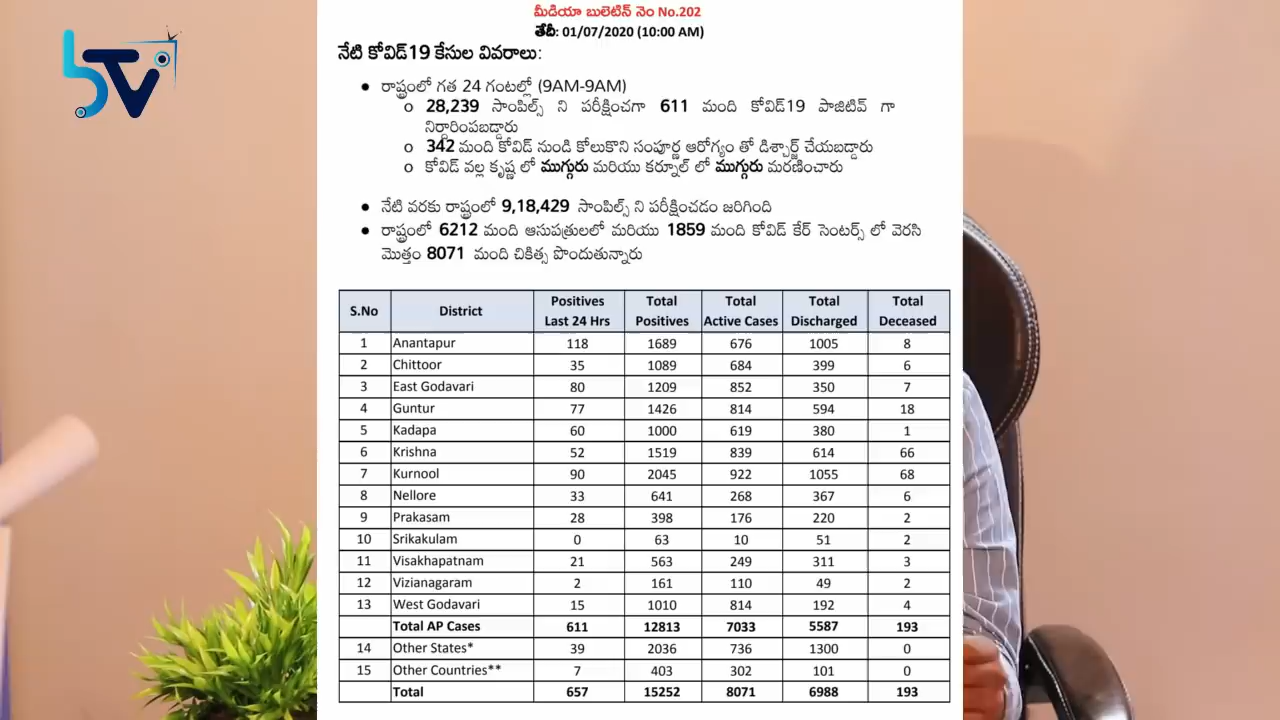 bTV
మీడియా బులెటిన్ నెం No.202
తేదీ: 01/07/2020 (10:00 AM)
నేటి కోవిడ్19 కేసుల వివరాలు:
• రాష్ట్రంలో గత 24 గంటల్లో (9AM-9AM)
o 28,239 సాంపిల్స్ ని పరీక్షించగా 611 మంది కోవిడ్19 పాజిటివ్ గా
నిర్ధారింపబడ్డారు
o 342 మంది కోవిడ్ నుండి కోలుకొని సంపూర్ణ ఆరోగ్యం తో డిశ్చార్జ్ చేయబడ్డారు
o కోవిడ్ వల్ల కృష్ణ లో ముగ్గురు మరియు కర్నూల్ లో ముగ్గురు మరణించారు
• నేటి వరకు రాష్ట్రంలో 9,18,429 సాంపిల్స్ ని పరీక్షించడం జరిగింది
• రాష్ట్రంలో 6212 మంది ఆసుపత్రులలో మరియు 1859 మంది కోవిడ్ కేర్ సెంటర్స్ లో వెరసి
మొత్తం 8071 మంది చికిత్స పొందుతున్నారు
S.No District Positives Last 24 Hrs Total Positives Total Active Cases Total Discharged Total Deceased
1 Anantapur 118 1689 676 1005 8
2 Chittoor 35 1089 684 399 6
3 East Godavari 80 1209 852 350 7
4 Guntur 77 1426 814 594 18
5 Kadapa 60 1000 619 380 1
6 Krishna 52 1519 839 614 66
7 Kurnool 90 2045 922 1055 68
8 Nellore 33 641 268 367 6
9 Prakasam 28 398 176 220 2
10 Srikakulam 0 63 10 51 2
11 Visakhapatnam 21 563 249 311 3
12 Vizianagaram 2 161 110 49 2
13 West Godavari 15 1010 814 192 4
Total AP Cases 611 12813 7033 5587 193
14 Other States* 39 2036 736 1300 0
15 Other Countries** 7 403 302 101 0
Total 657 15252 8071 6988 193